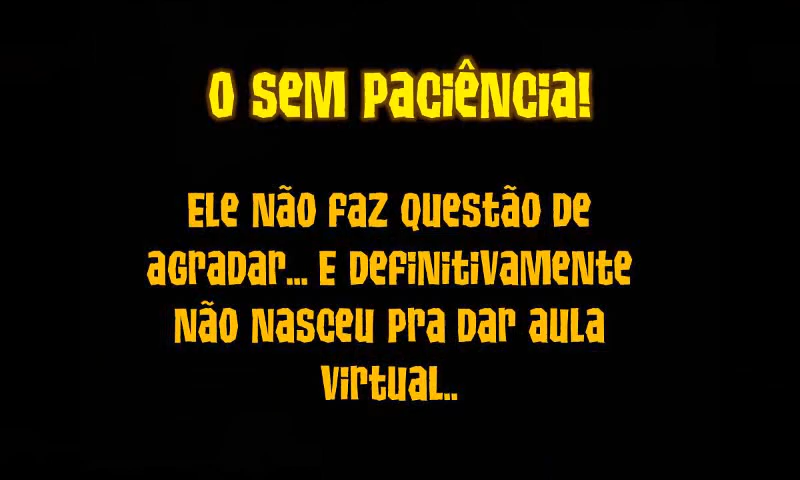 O sem paciência!
Ele não faz questão de
agradar... E definitivamente
não nasceu pra dar aula
virtual..